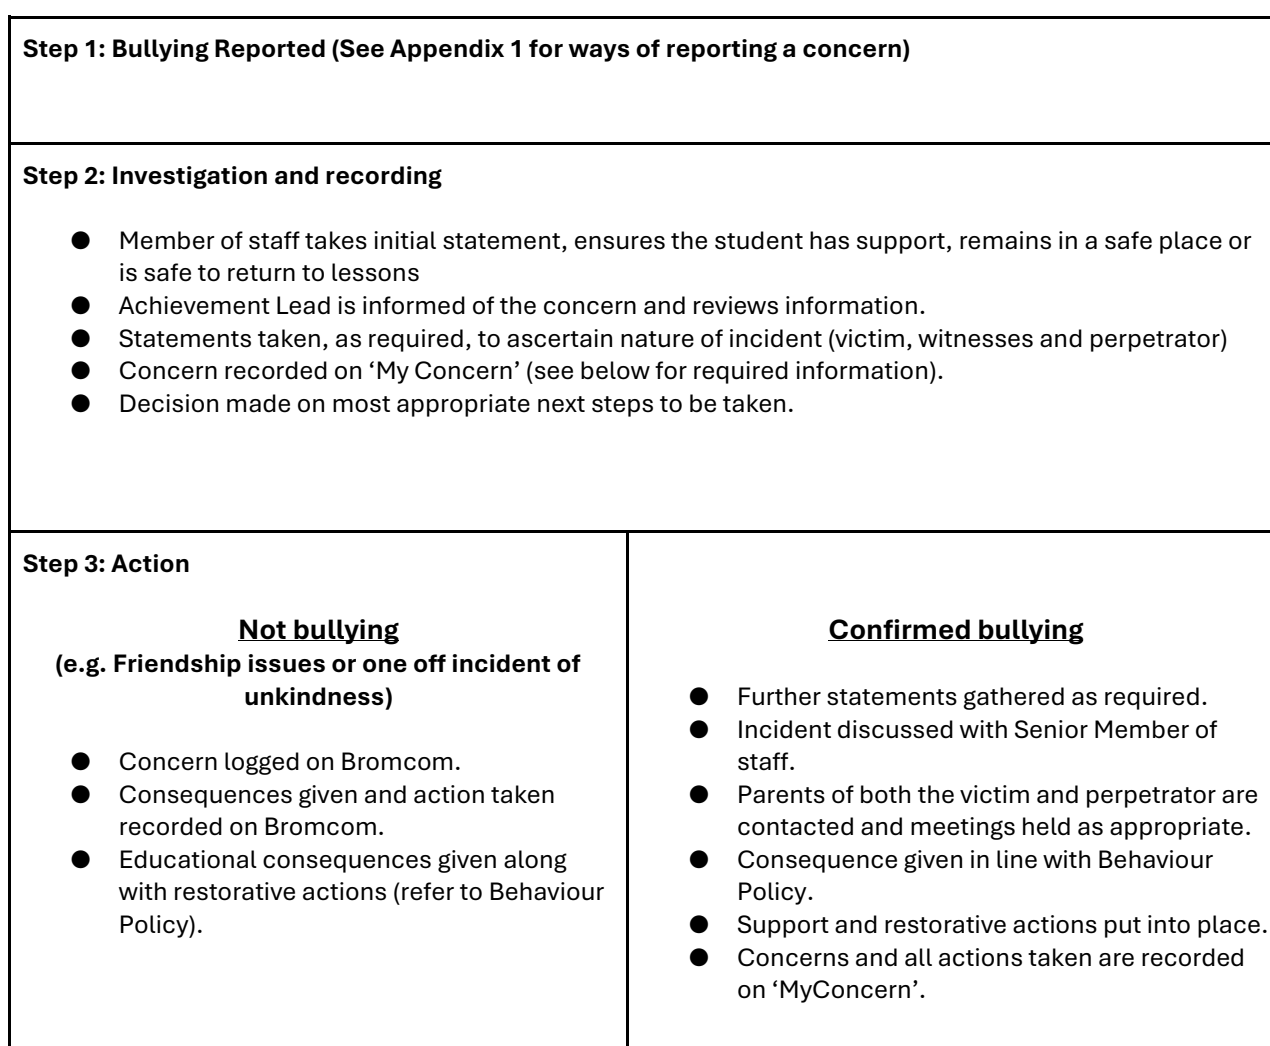 Step 1: Bullying Reported (See Appendix 1 for ways of reporting a concern)
Step 2: Investigation and recording
● Member of staff takes initial statement, ensures the student has support, remains in a safe place or
is safe to return to lessons
● Achievement Lead is informed of the concern and reviews information.
● Statements taken, as required, to ascertain nature of incident (victim, witnesses and perpetrator)
● Concern recorded on ‘My Concern’ (see below for required information).
● Decision made on most appropriate next steps to be taken.
Step 3: Action
Not bullying
(e.g. Friendship issues or one off incident of
unkindness)
● Concern logged on Bromcom.
● Consequences given and action taken
recorded on Bromcom.
● Educational consequences given along
with restorative actions (refer to Behaviour
Policy).
Confirmed bullying
● Further statements gathered as required.
● Incident discussed with Senior Member of
staff.
● Parents of both the victim and perpetrator are
contacted and meetings held as appropriate.
● Consequence given in line with Behaviour
Policy.
● Support and restorative actions put into place.
● Concerns and all actions taken are recorded
on ‘MyConcern’.